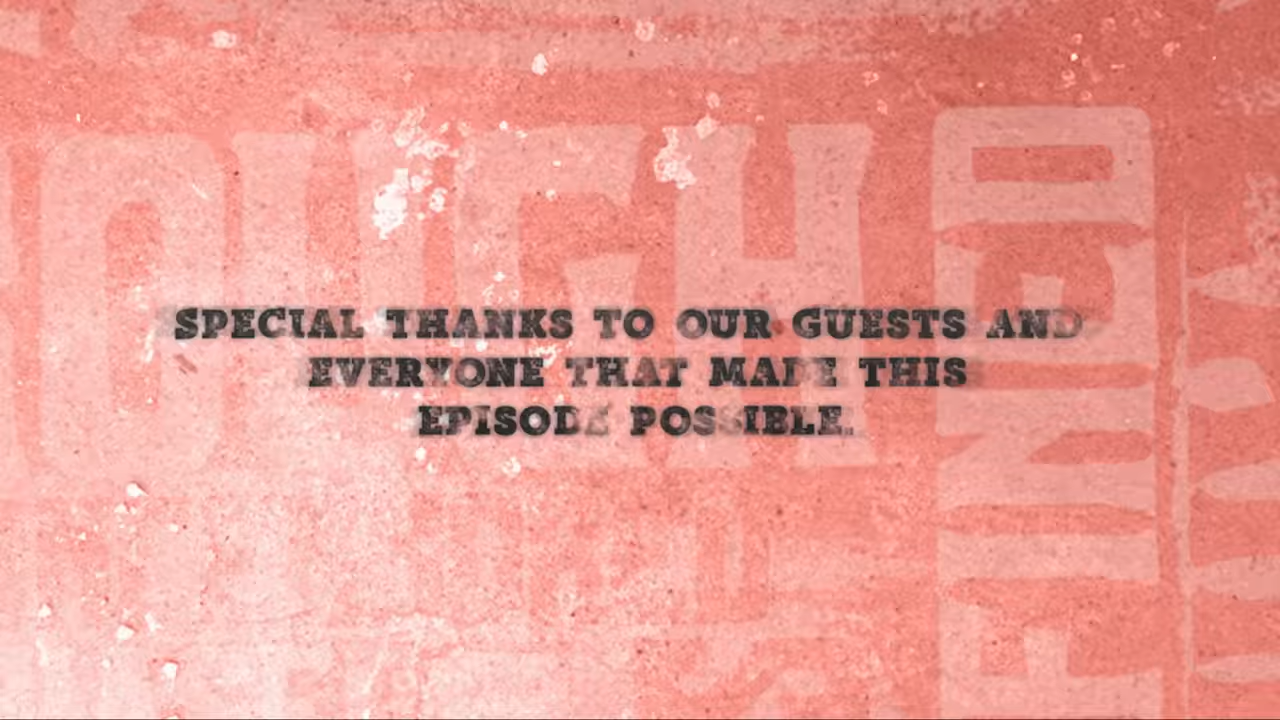 SPECIAL THANKS TO OUR GUESTS AND
EVERYONE THAT MADE THIS
EPISODE POSSIBLE.